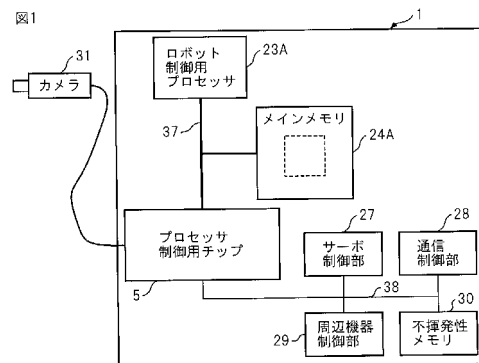 図1
1
31
カメラ
ロボット
制御用
プロセッサ
23A
メインメモリ
37
24A
プロセッサ
制御用チップ
5
27
28
サーボ
制御部
通信
制御部
38
30
29
周辺機器
制御部
不揮発性
メモリ